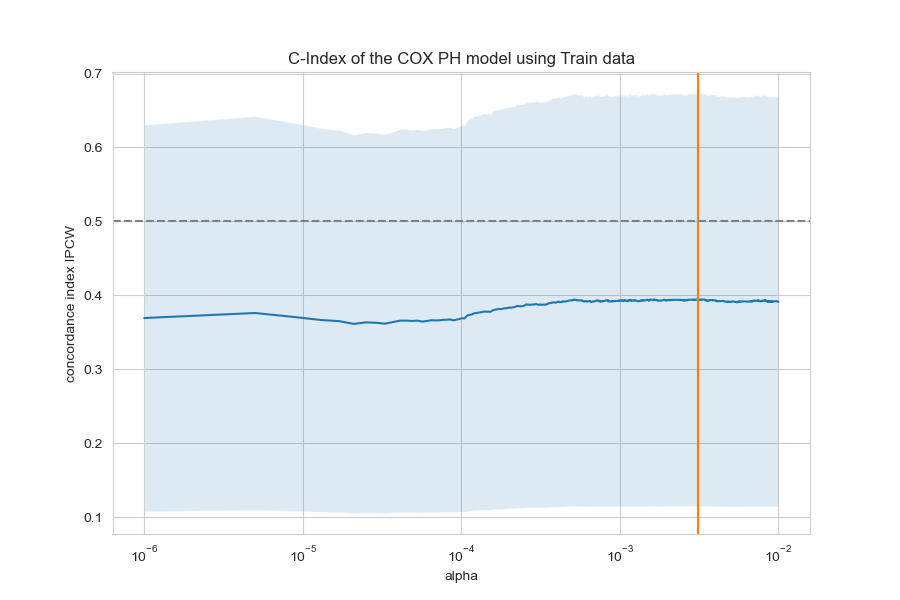 C-Index of the COX PH model using Train data
0.7
0.6
0.5
0.4
0.3
0.2
0.1
concordance index IPCW
10⁻⁶ 10⁻⁵ 10⁻⁴ 10⁻³ 10⁻²
alpha